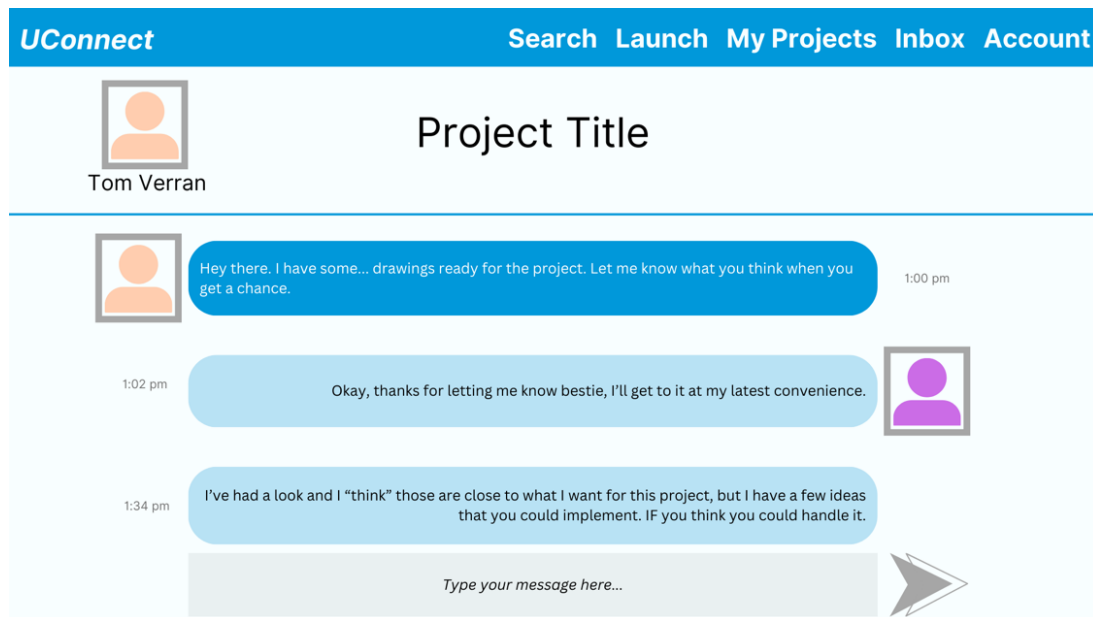 UConnect Search Launch My Projects Inbox Account
Project Title
Tom Verran
Hey there. I have some... drawings ready for the project. Let me know what you think when you
get a chance.
1:00 pm
1:02 pm
Okay, thanks for letting me know bestie, I’ll get to it at my latest convenience.
I’ve had a look and I “think” those are close to what I want for this project, but I have a few ideas
1:34 pm
that you could implement. IF you think you could handle it.
Type your message here...